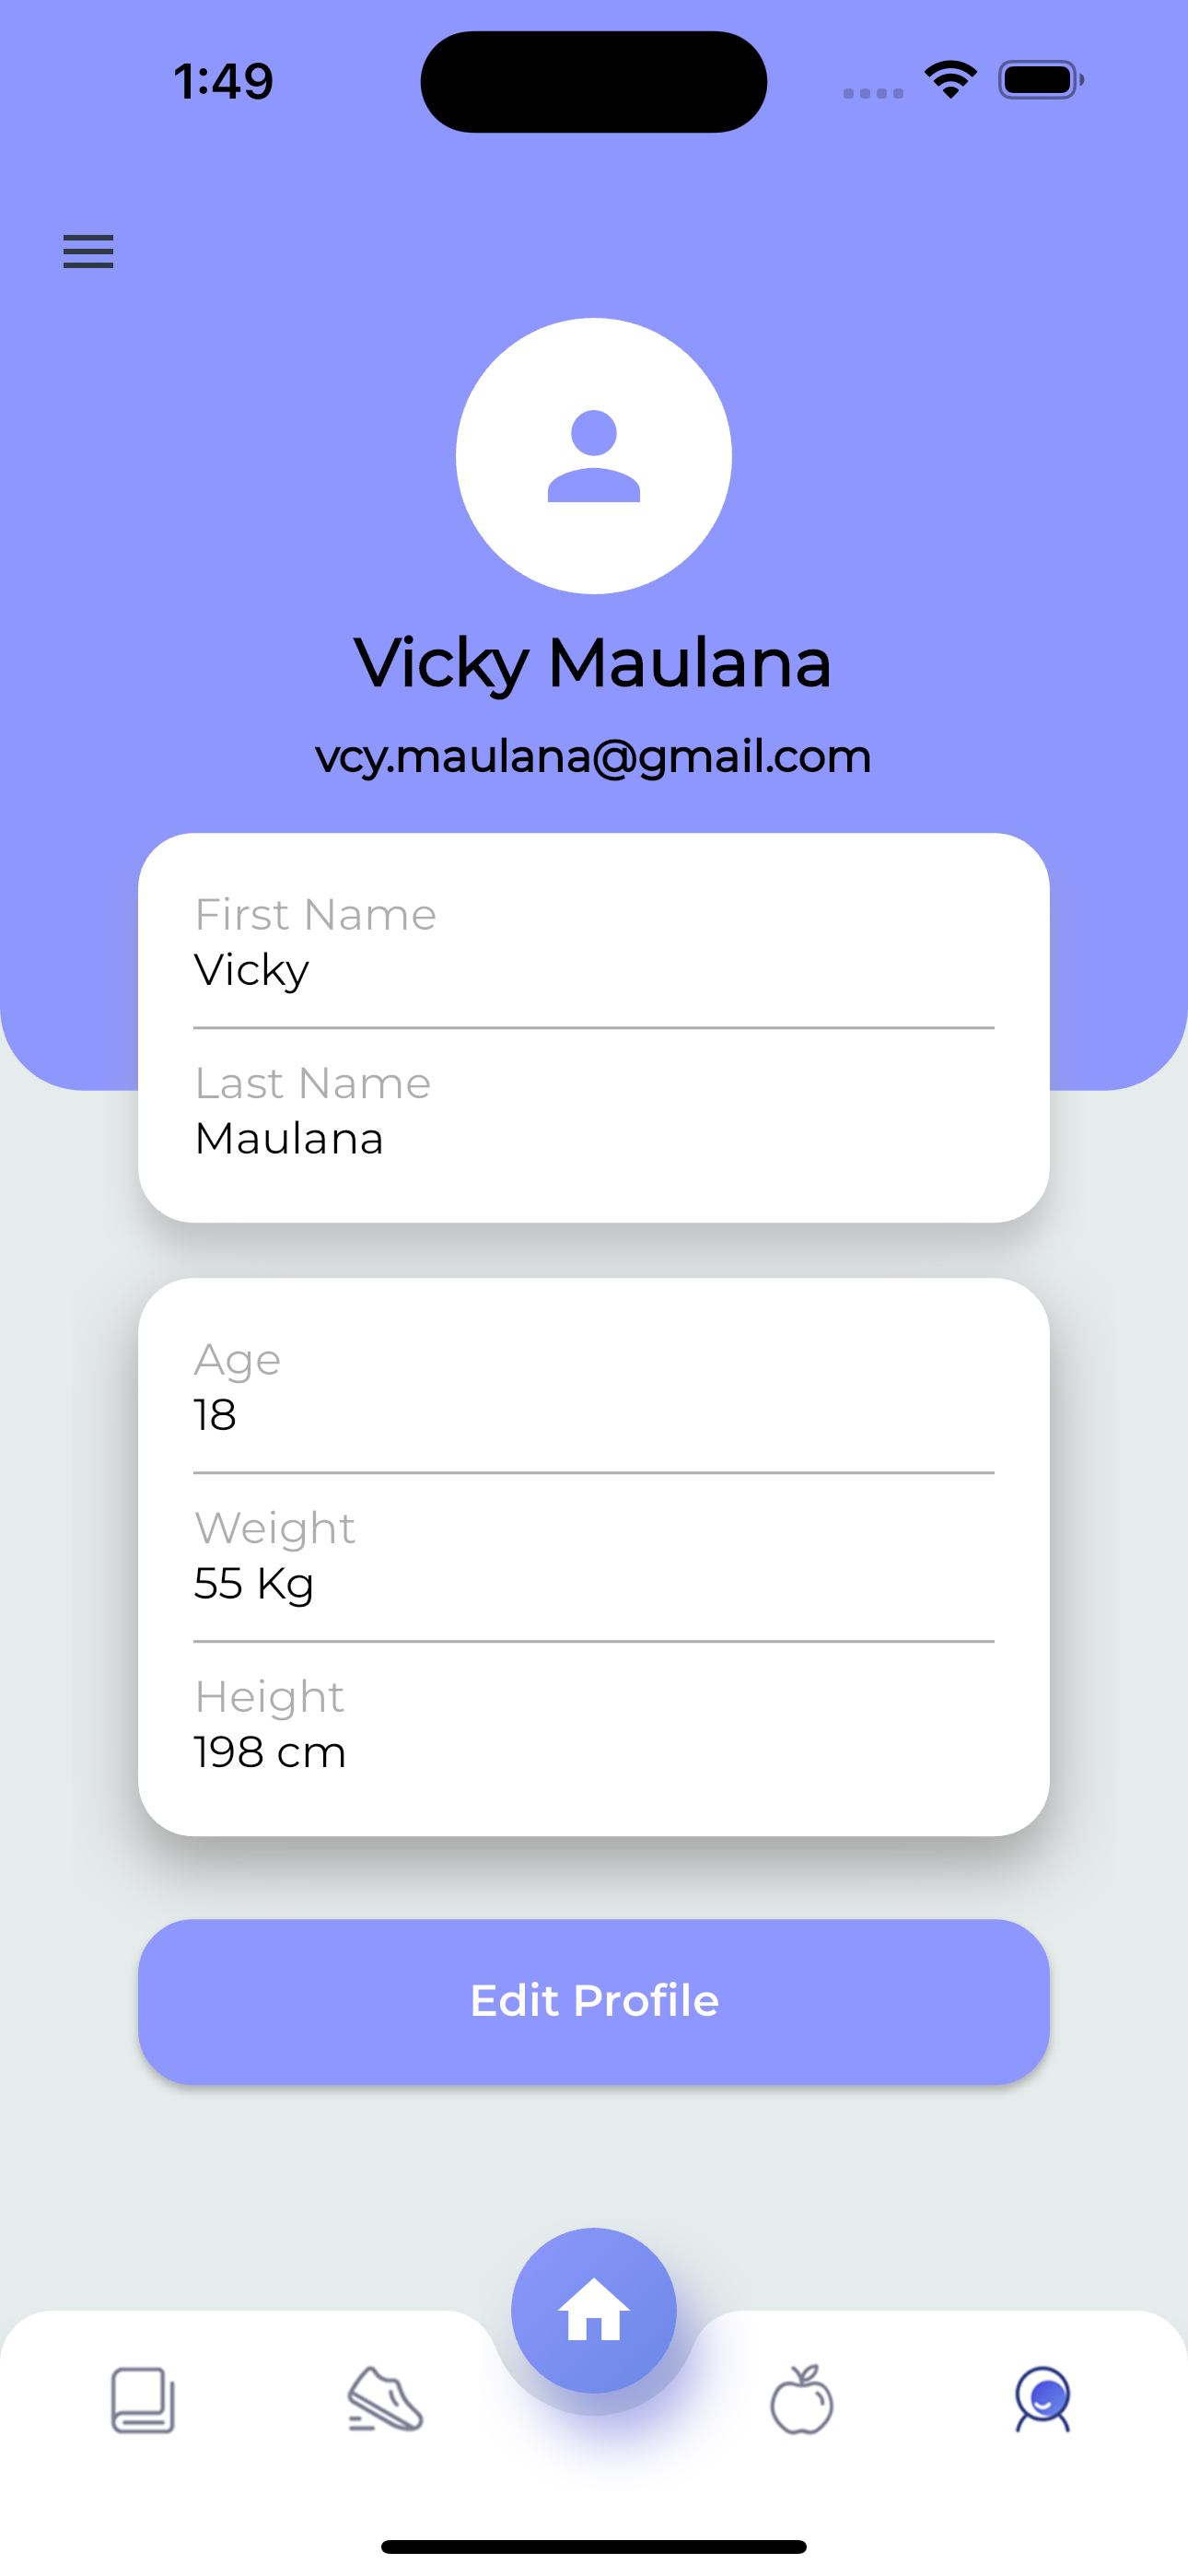 1:49
Vicky Maulana
vcy.maulana@gmail.com
First Name
Vicky
Last Name
Maulana
Age
18
Weight
55 Kg
Height
198 cm
Edit Profile